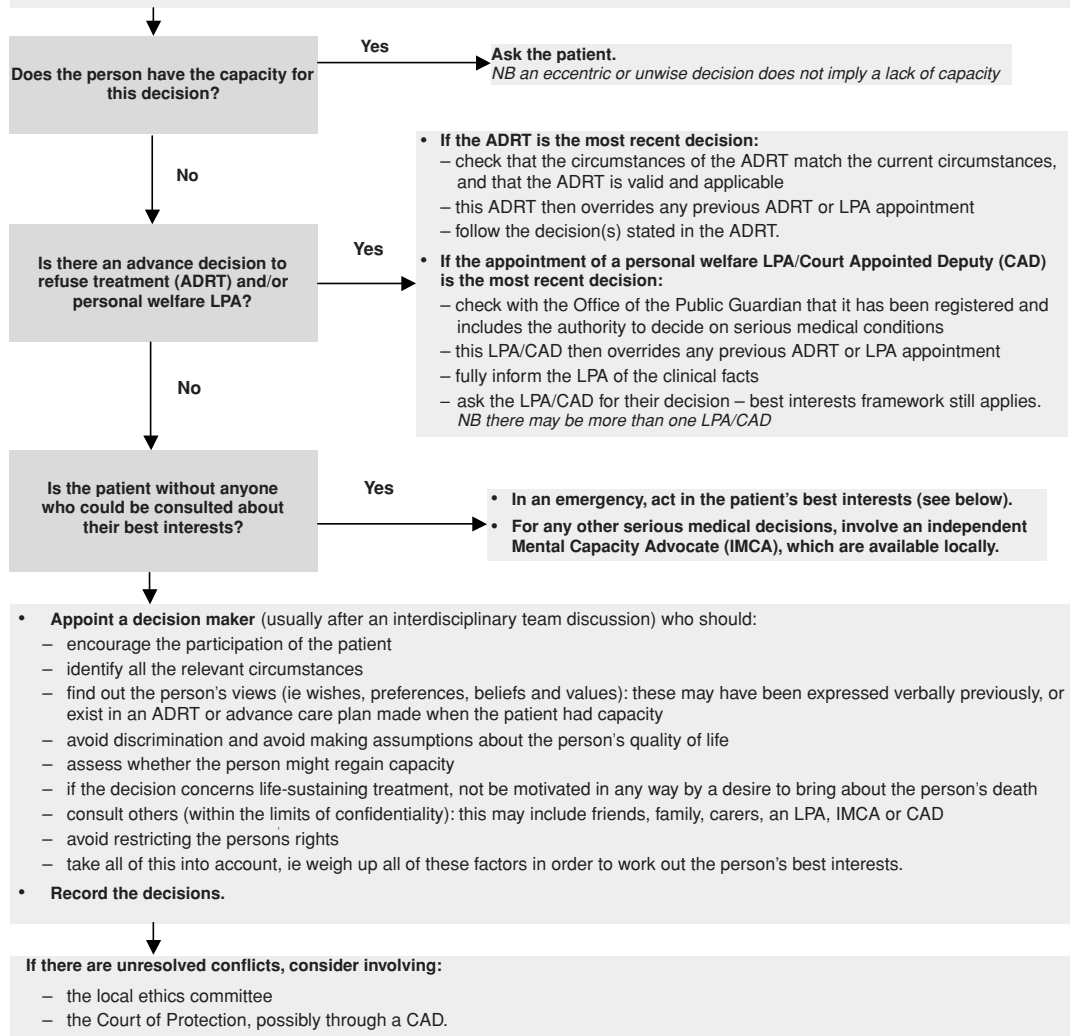 Does the person have the capacity for
this decision?
Yes
Ask the patient.
NB an eccentric or unwise decision does not imply a lack of capacity
No
Is there an advance decision to
refuse treatment (ADRT) and/or
personal welfare LPA?
Yes
• If the ADRT is the most recent decision:
– check that the circumstances of the ADRT match the current circumstances,
and that the ADRT is valid and applicable
– this ADRT then overrides any previous ADRT or LPA appointment
– follow the decision(s) stated in the ADRT.
• If the appointment of a personal welfare LPA/Court Appointed Deputy (CAD)
is the most recent decision:
– check with the Office of the Public Guardian that it has been registered and
includes the authority to decide on serious medical conditions
– this LPA/CAD then overrides any previous ADRT or LPA appointment
– fully inform the LPA of the clinical facts
– ask the LPA/CAD for their decision – best interests framework still applies.
NB there may be more than one LPA/CAD
No
Is the patient without anyone
who could be consulted about
their best interests?
Yes
• In an emergency, act in the patient's best interests (see below).
• For any other serious medical decisions, involve an independent
Mental Capacity Advocate (IMCA), which are available locally.
• Appoint a decision maker (usually after an interdisciplinary team discussion) who should:
– encourage the participation of the patient
– identify all the relevant circumstances
– find out the person's views (ie wishes, preferences, beliefs and values): these may have been expressed verbally previously, or
exist in an ADRT or advance care plan made when the patient had capacity
– avoid discrimination and avoid making assumptions about the person's quality of life
– assess whether the person might regain capacity
– if the decision concerns life-sustaining treatment, not be motivated in any way by a desire to bring about the person's death
– consult others (within the limits of confidentiality): this may include friends, family, carers, an LPA, IMCA or CAD
– avoid restricting the person's rights
– take all of this into account, ie weigh up all of these factors in order to work out the person's best interests.
• Record the decisions.
If there are unresolved conflicts, consider involving:
– the local ethics committee
– the Court of Protection, possibly through a CAD.